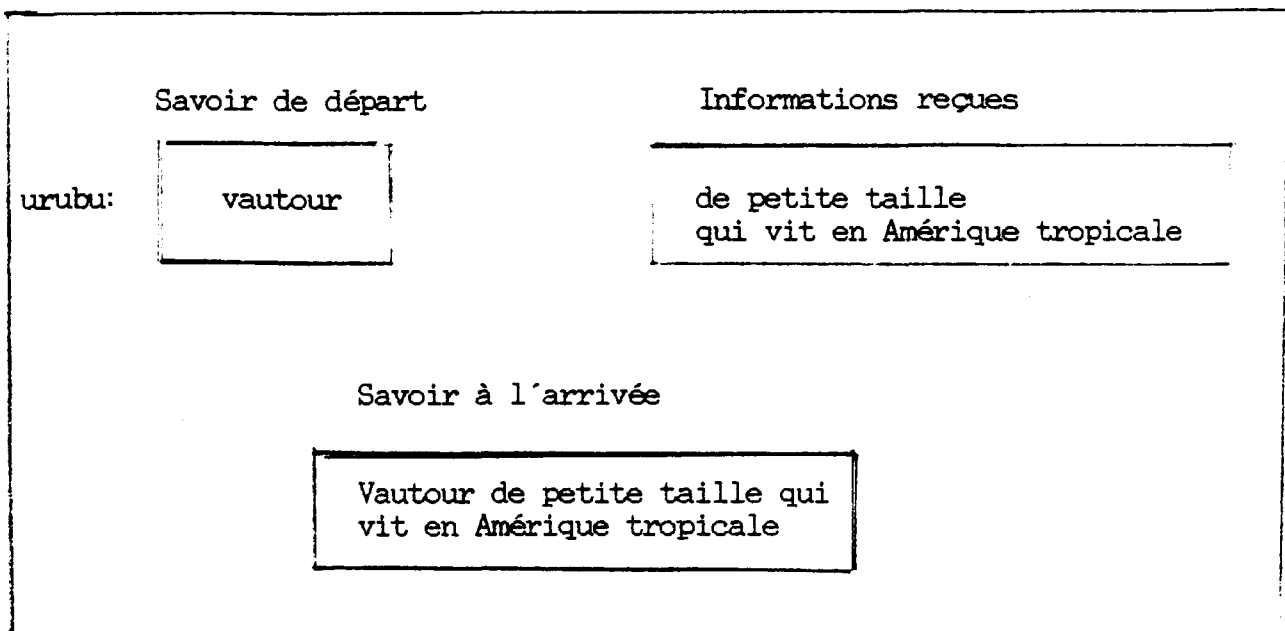 Savoir de départ
Informations reçues
urubu:
vautour
de petite taille
qui vit en Amérique tropicale
Savoir à l´arrivée
Vautour de petite taille qui
vit en Amérique tropicale